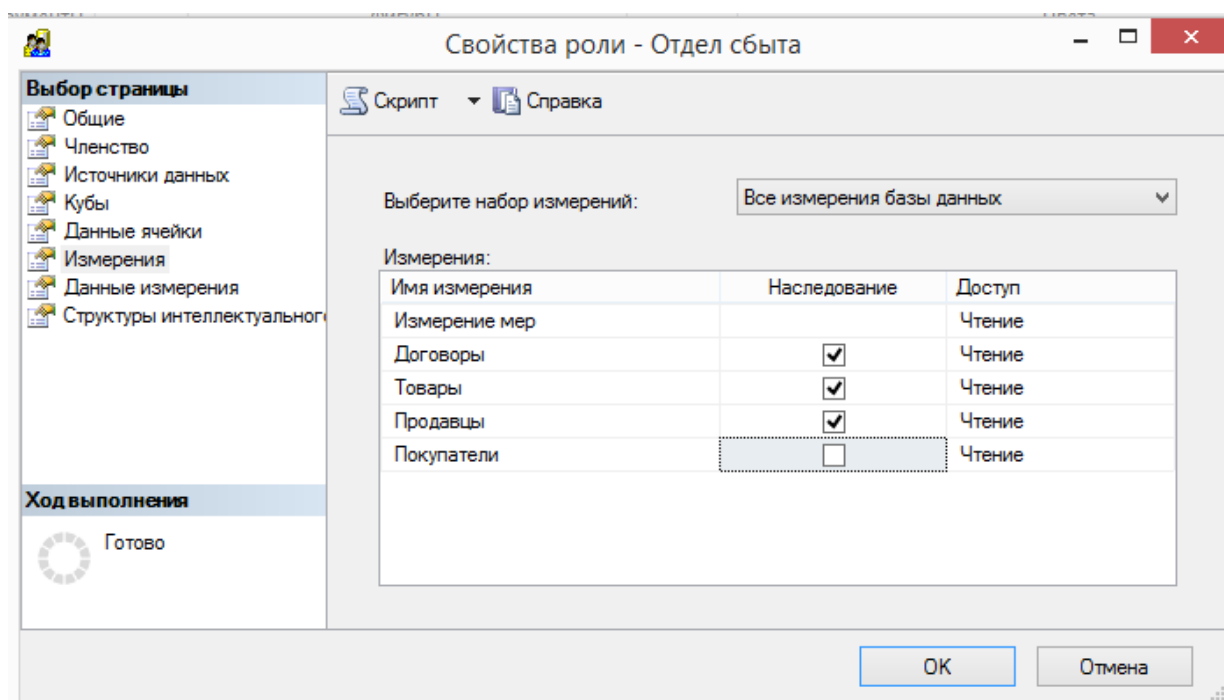 Свойства роли - Отдел сбыта
Выбор страницы
Общие
Членство
Источники данных
Кубы
Данные ячейки
Измерения
Данные измерения
Структуры интеллектуальног
Ход выполнения
Готово
Скрипт Справка
Выберите набор измерений: Все измерения базы данных
Измерения:
Имя измерения Наследование Доступ
Измерение мер Чтение
Договоры Чтение
Товары Чтение
Продавцы Чтение
Покупатели Чтение
OK Отмена